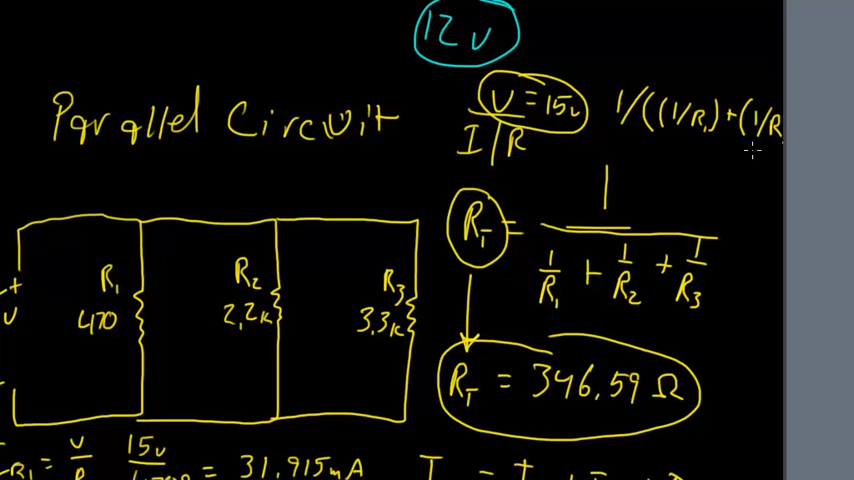 12v
Parallel Circuit
V = 15v
I | R
1/((1/R1)+(1/R
RT = 1
1/R1 + 1/R2 + 1/R3
+
V
R1
470
R2
2.2k
R3
3.3k
RT = 346.59 Ω
IR1 = V/R 15v = 31.915mA